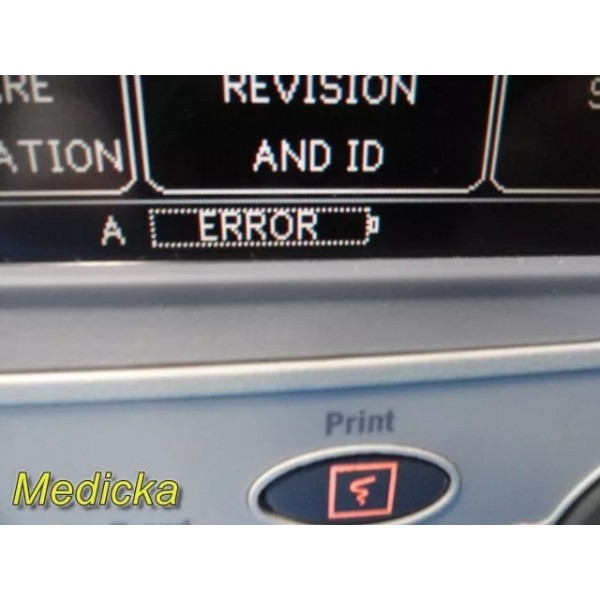 RE
REVISION
S
ATION
AND ID
A ERROR
Print
Medicka